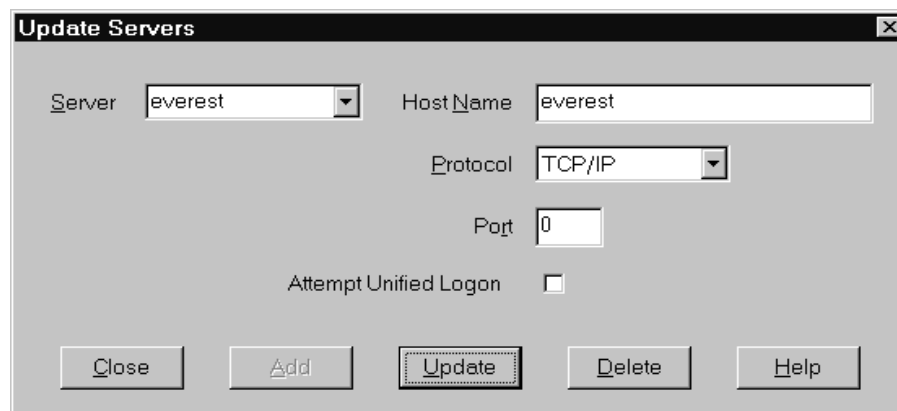 Update Servers
Server everest Host Name everest
Protocol TCP/IP
Port 0
Attempt Unified Logon
Close Add Update Delete Help